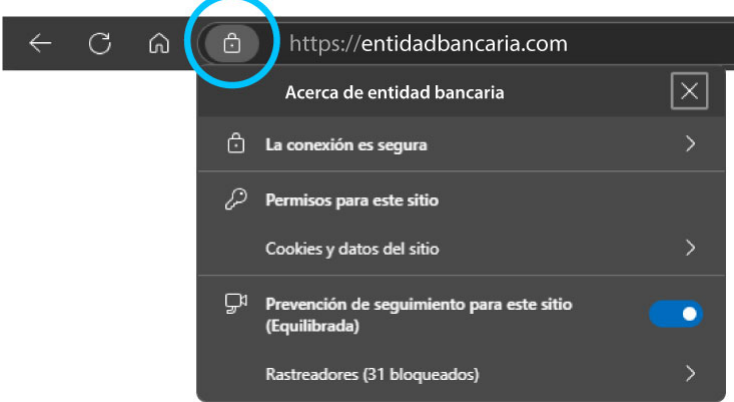 https://entidadbancaria.com
Acerca de entidad bancaria
La conexión es segura
Permisos para este sitio
Cookies y datos del sitio
Prevención de seguimiento para este sitio
(Equilibrada)
Rastreadores (31 bloqueados)